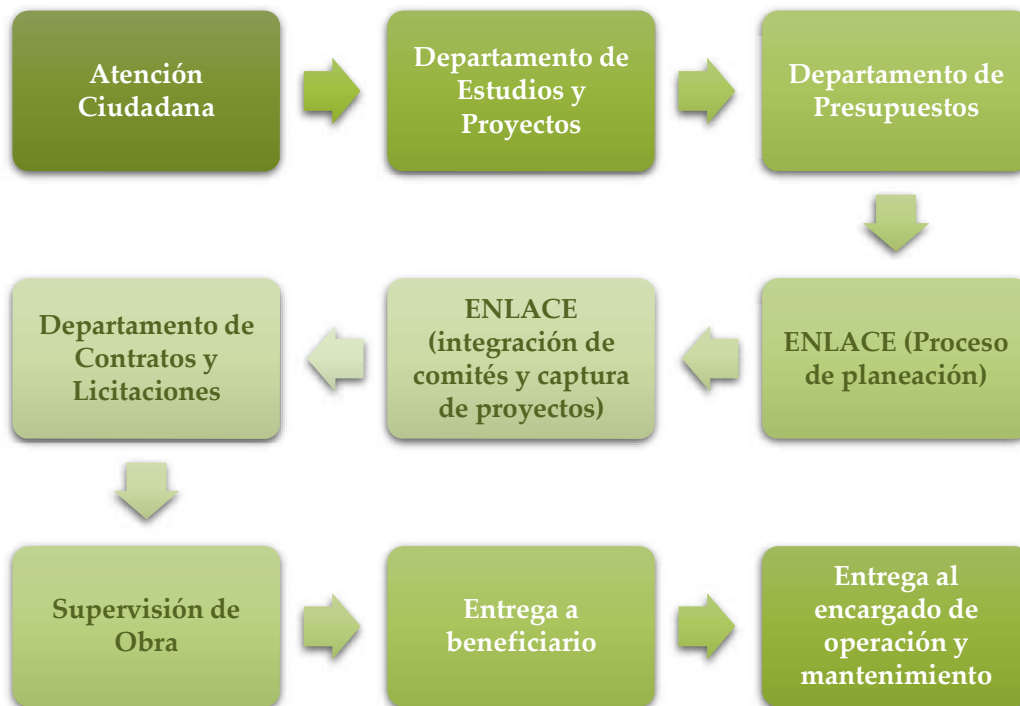 Atención
Ciudadana
Departamento de
Estudios y
Proyectos
Departamento de
Presupuestos
ENLACE (Proceso
de planeación)
ENLACE
(integración de
comités y captura
de proyectos)
Departamento de
Contratos y
Licitaciones
Supervisión de
Obra
Entrega a
beneficiario
Entrega al
encargado de
operación y
mantenimiento